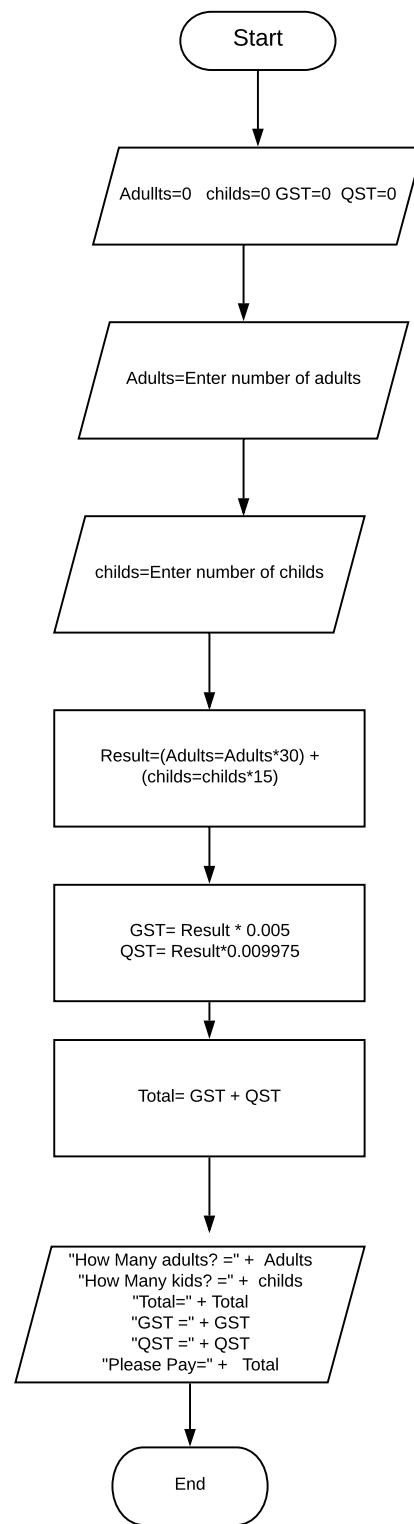 Start
Adullts=0 childs=0 GST=0 QST=0
Adults=Enter number of adults
childs=Enter number of childs
Result=(Adults=Adults*30) +
(childs=childs*15)
GST= Result * 0.005
QST= Result*0.009975
Total= GST + QST
"How Many adults? =" + Adults
"How Many kids? =" + childs
"Total=" + Total
"GST =" + GST
"QST =" + QST
"Please Pay=" + Total
End